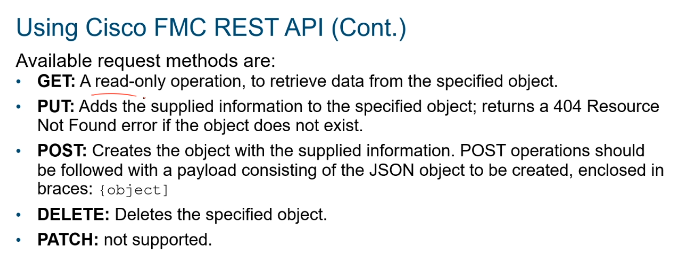 Using Cisco FMC REST API (Cont.)
Available request methods are:
• GET: A read-only operation, to retrieve data from the specified object.
• PUT: Adds the supplied information to the specified object; returns a 404 Resource
Not Found error if the object does not exist.
• POST: Creates the object with the supplied information. POST operations should
be followed with a payload consisting of the JSON object to be created, enclosed in
braces: {object]
• DELETE: Deletes the specified object.
• PATCH: not supported.